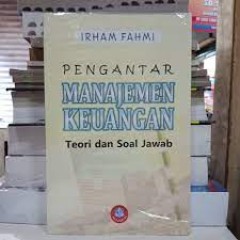 IRHAM FAHMI
PENGANTAR
MANAJEMEN
KEUANGAN
Teori dan Soal Jawab